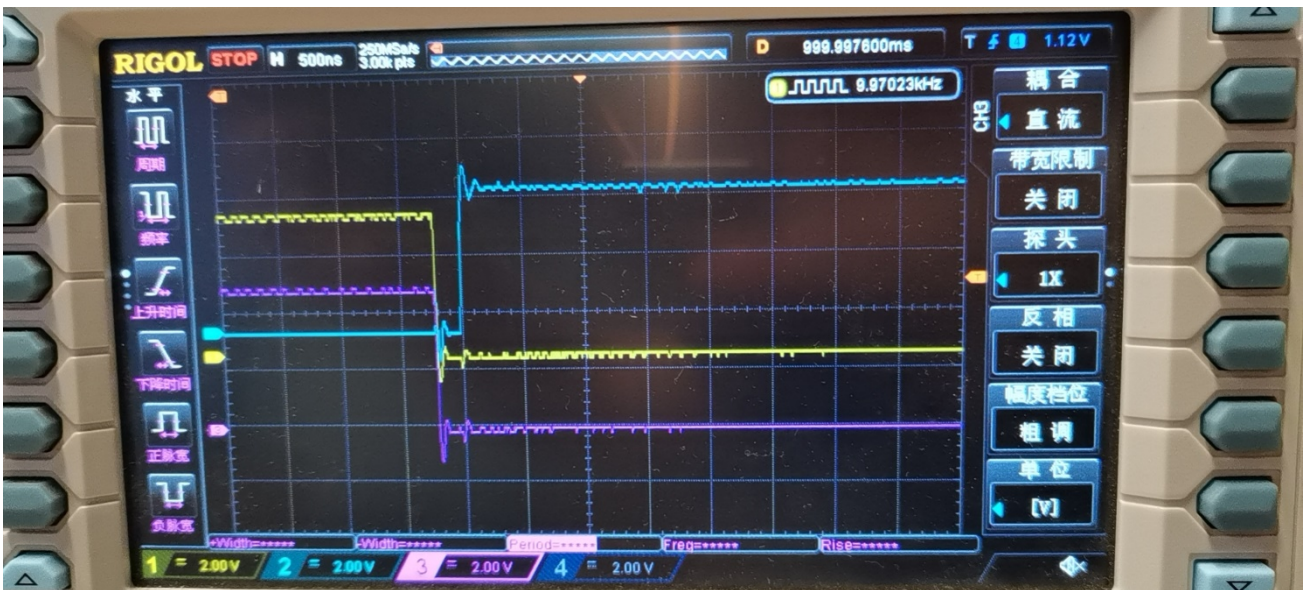 RIGOL STOP H 500ns 250MSa/s 3.00k pts D 999.997600ms T 4 1.12V
水平
周期
频率
上升时间
下降时间
正脉宽
负脉宽
1 9.97023kHz
CH3
耦合
直流
带宽限制
关闭
探头
1X
反相
关闭
幅度档位
粗调
单位
[V]
+Width=***** -Width=***** Period=***** Freq=***** Rise=*****
1 = 2.00V 2 = 2.00V 3 = 2.00V 4 = 2.00V